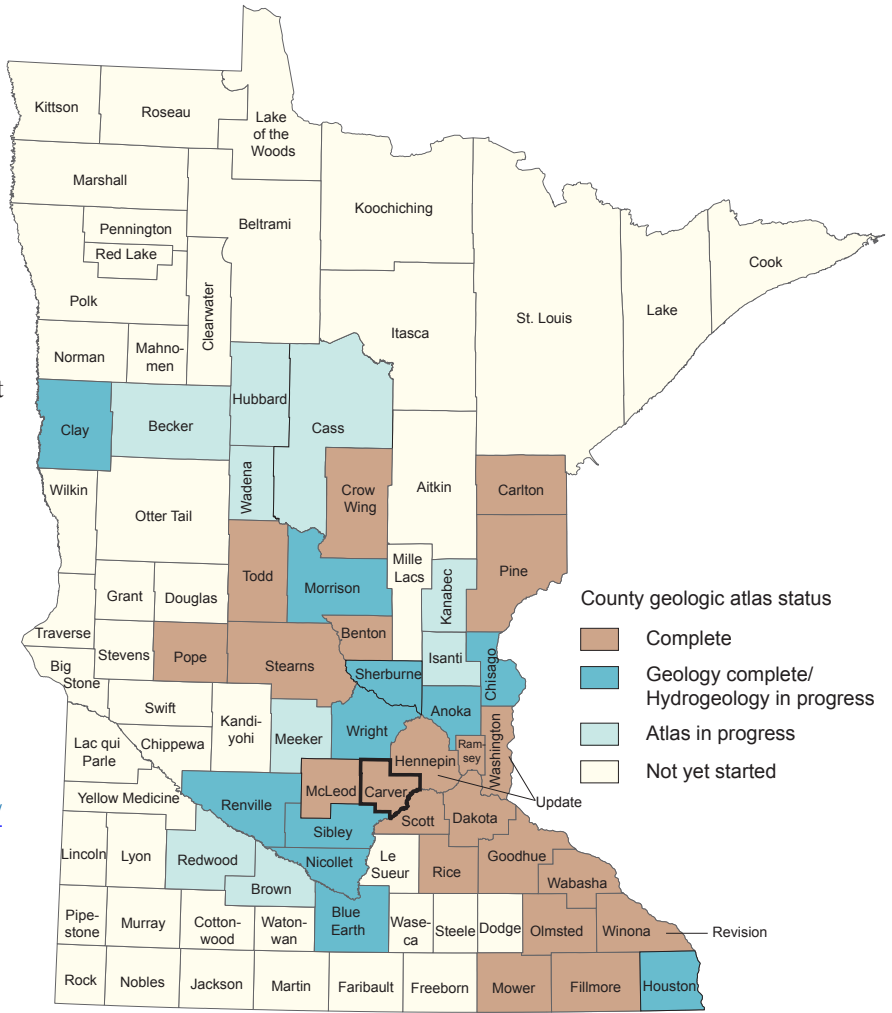 Kittson
Roseau
Lake
of the
Woods
Marshall
Koochiching
Pennington
Beltrami
Red Lake
Cook
Polk
Clearwater
St. Louis
Lake
Itasca
Norman
Mahno-
men
Hubbard
t
Clay
Becker
Cass
Wadena
Wilkin
Crow
Wing
Aitkin
Carlton
Otter Tail
Mille
Lacs
Todd
Morrison
Kanabec
Pine
Grant
Douglas
County geologic atlas status
Traverse
Benton
Complete
Stevens
Pope
Stearns
Isanti
Chisago
Big
Stone
Sherburne
Geology complete/
Hydrogeology in progress
Swift
Kandi-
yohi
Anoka
Wright
Meeker
Washington
Atlas in progress
Lac qui
Parle
Chippewa
Ram-
sey
Hennepin
Not yet started
Yellow Medicine
Renville
McLeod
Carver
Update
/
Scott
Dakota
Sibley
Lincoln
Lyon
Redwood
Nicollet
Le
Sueur
Rice
Goodhue
Brown
Wabasha
Pipe-
stone
Murray
Cotton-
wood
Waton-
wan
Blue
Earth
Wase-
ca
Steele
Dodge
Olmsted
Winona
Revision
Rock
Nobles
Jackson
Martin
Faribault
Freeborn
Mower
Fillmore
Houston